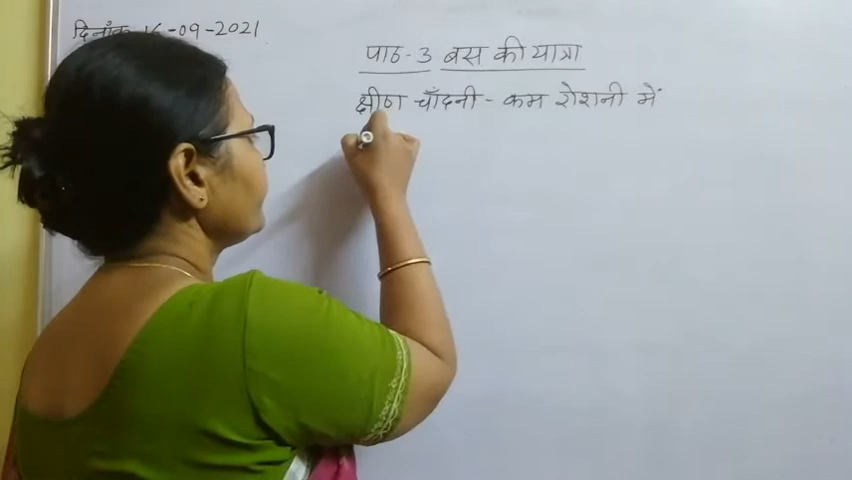 दिनांक 16-09-2021
पाठ-3 बस की यात्रा
क्षीण चाँदनी - कम रोशनी में